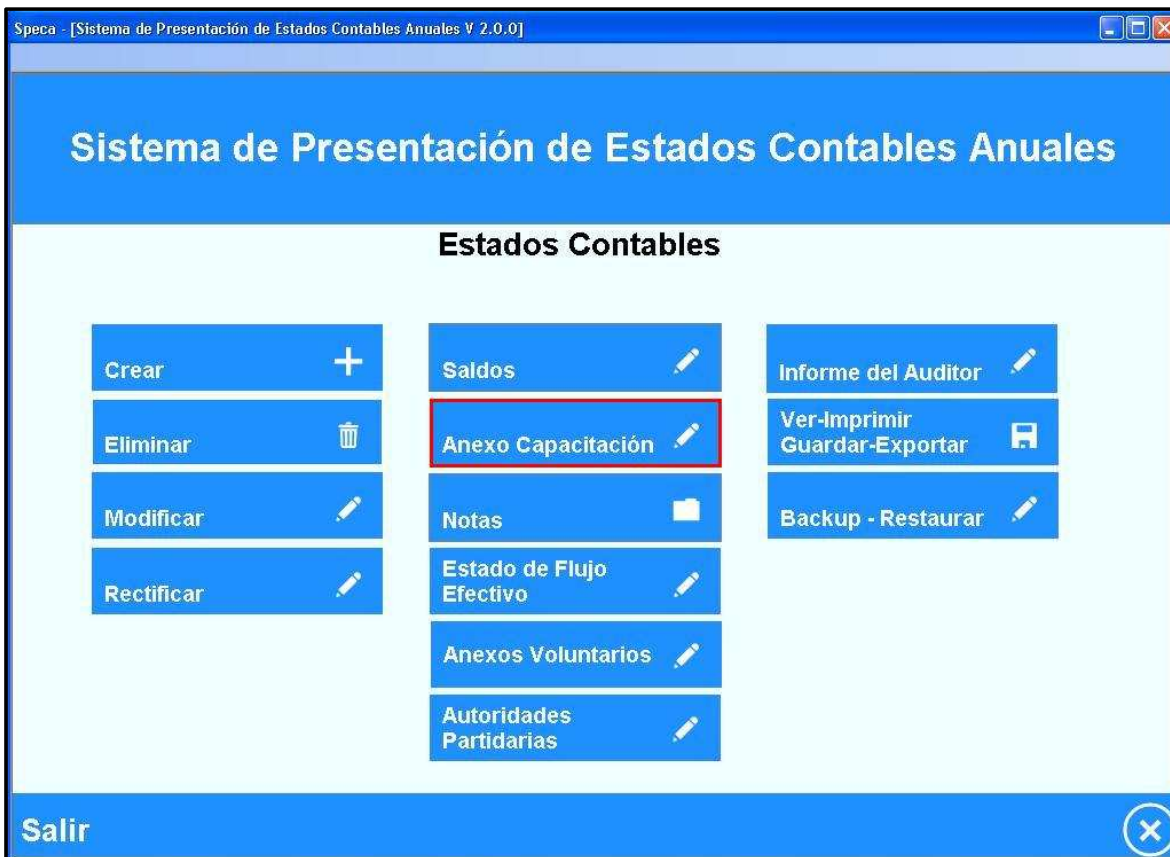 Speca - [Sistema de Presentación de Estados Contables Anuales V 2.0.0]
Sistema de Presentación de Estados Contables Anuales
Estados Contables
Crear
Eliminar
Modificar
Rectificar
Saldos
Anexo Capacitación
Notas
Estado de Flujo
Efectivo
Anexos Voluntarios
Autoridades
Partidarias
Informe del Auditor
Ver-Imprimir
Guardar-Exportar
Backup - Restaurar
Salir